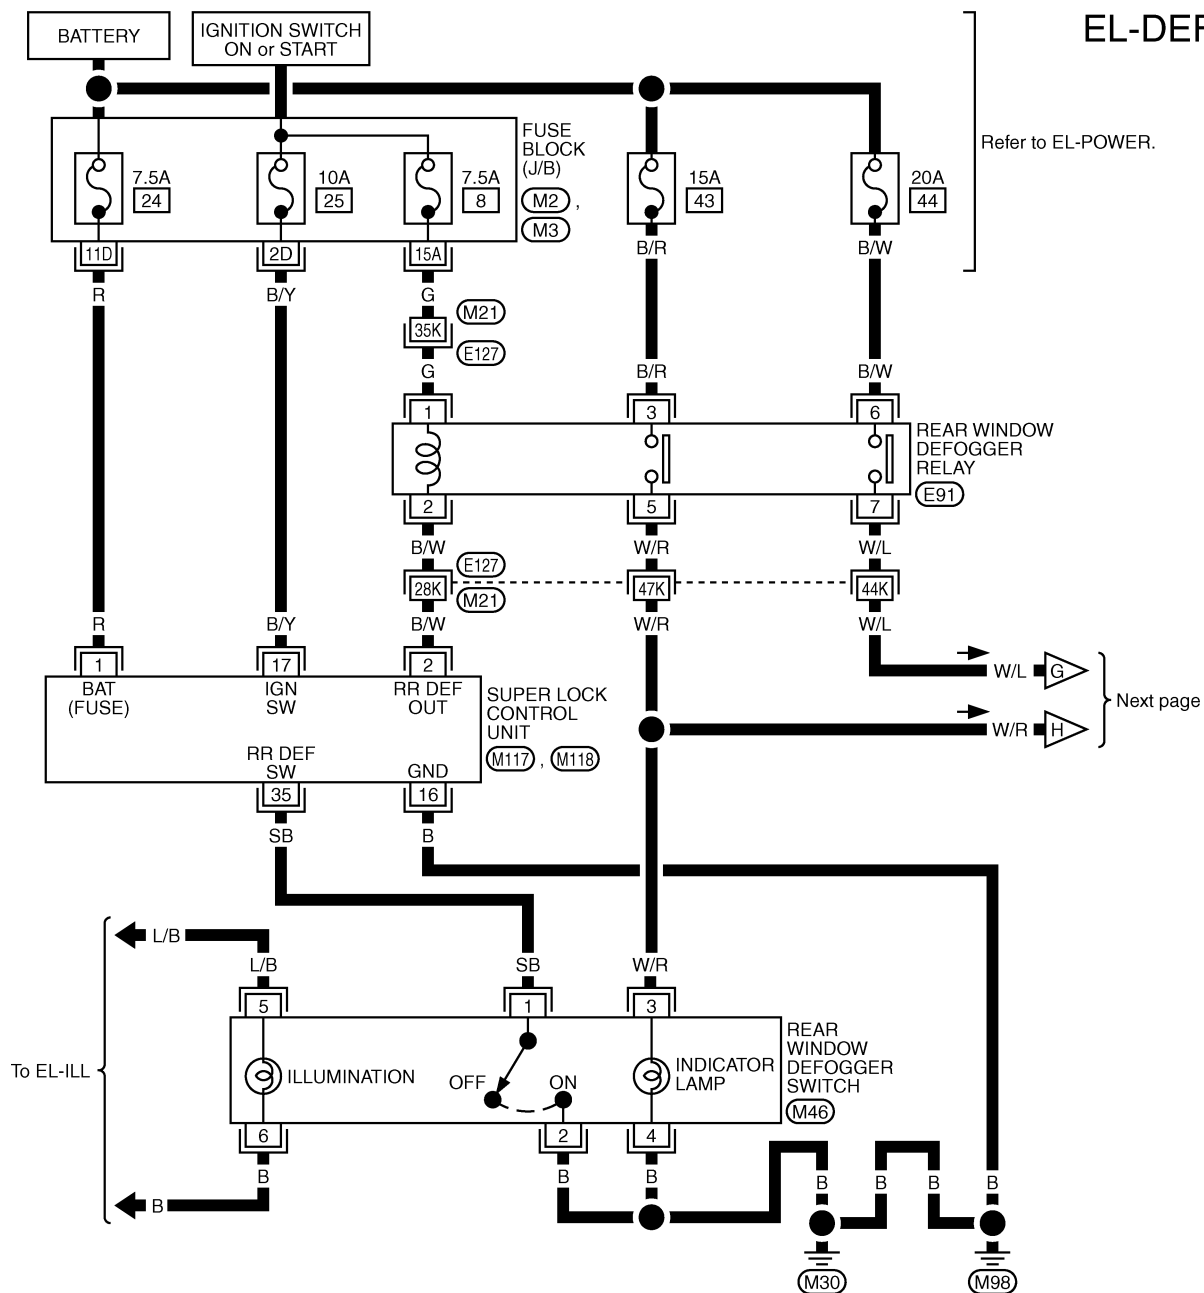 EL-DEF
BATTERY
IGNITION SWITCH
ON or START
Refer to EL-POWER.
FUSE
BLOCK
(J/B)
M2 ,
M3
7.5A
24
10A
25
7.5A
8
15A
43
20A
44
11D
2D
15A
B/R
B/W
R
B/Y
G
M21
35K
E127
G
B/R
B/W
1
3
6
REAR WINDOW
DEFOGGER
RELAY
E91
2
5
7
B/W
W/R
W/L
E127
28K
47K
44K
M21
R
B/Y
B/W
W/R
W/L
1
17
2
W/L
G
Next page
W/R
H
BAT
(FUSE)
IGN
SW
RR DEF
OUT
SUPER LOCK
CONTROL
UNIT
M117 , M118
RR DEF
SW
GND
35
16
SB
B
L/B
L/B
SB
W/R
5
1
3
To EL-ILL
ILLUMINATION
OFF
ON
INDICATOR
LAMP
REAR
WINDOW
DEFOGGER
SWITCH
M46
6
2
4
B
B
B
B
B
B
B
B
M30
M98